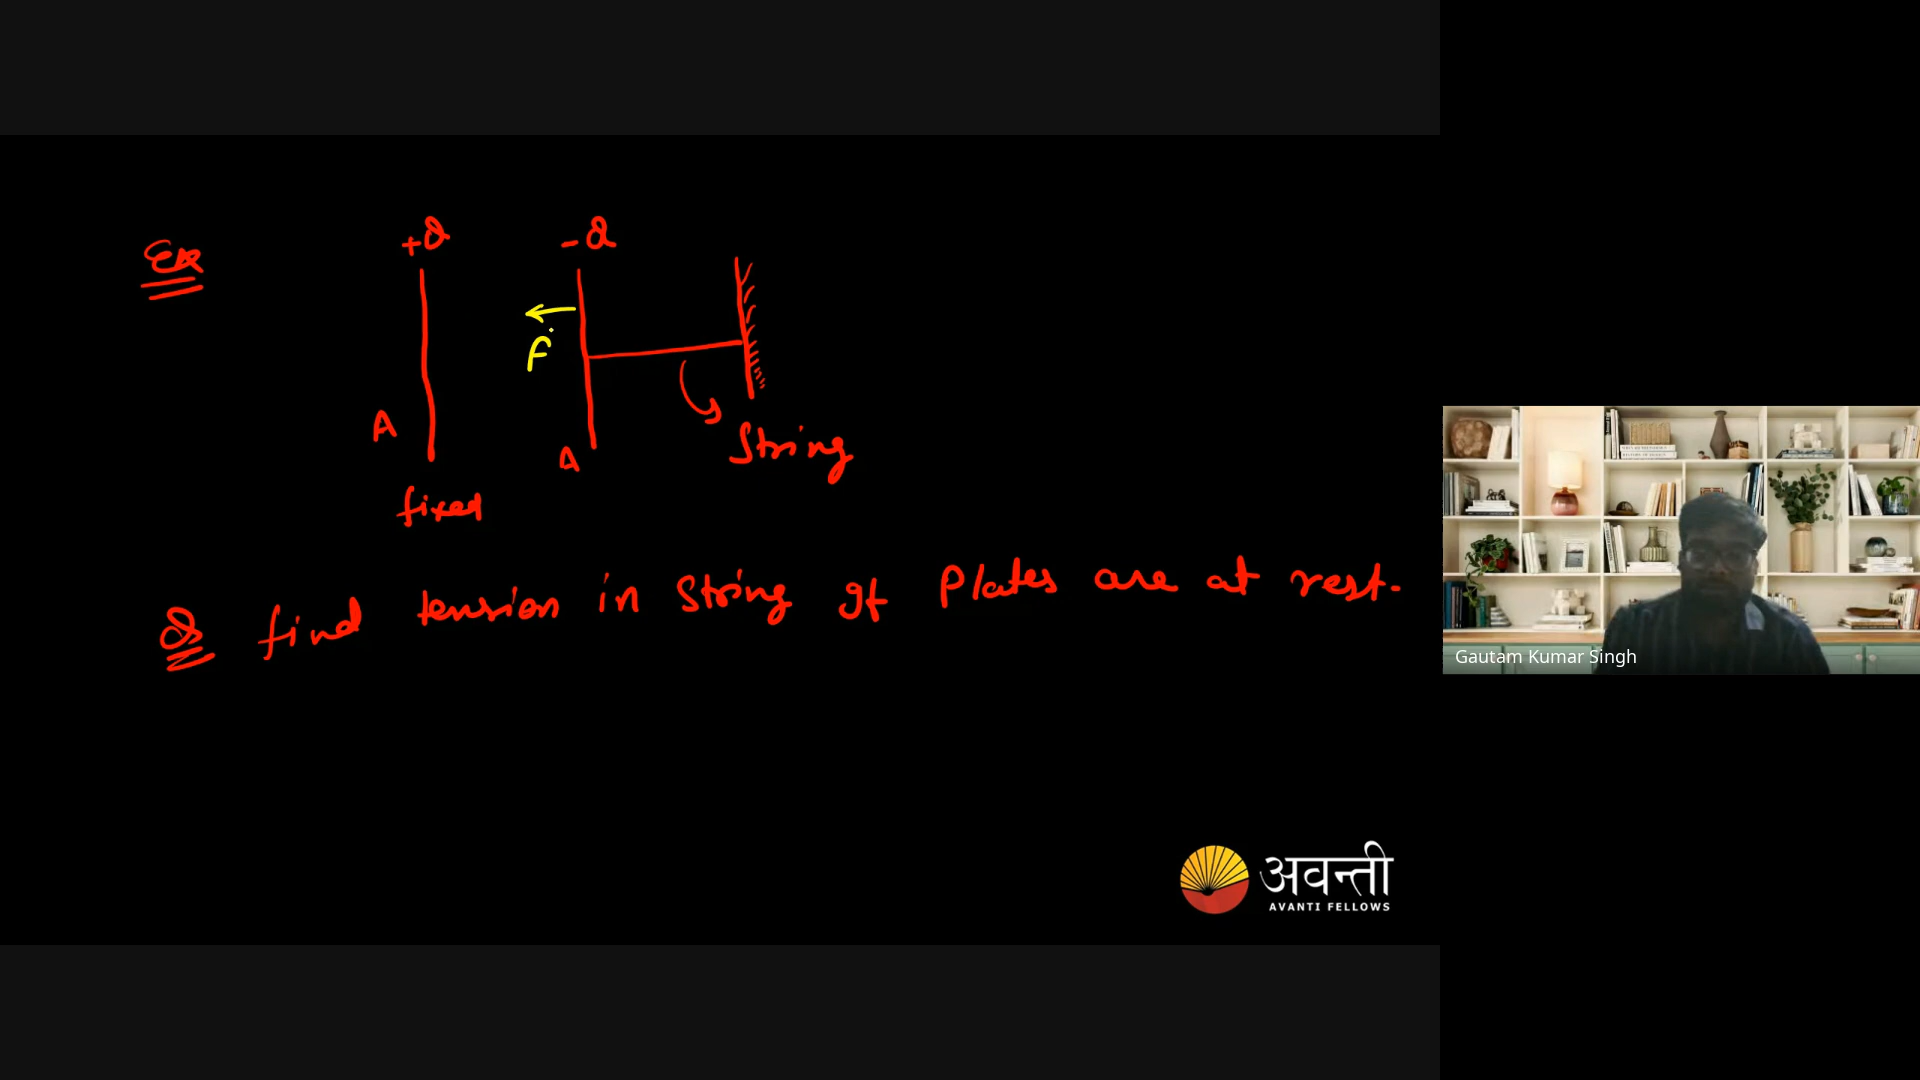 Ex
+Q
-Q
F
A
A
String
fixed
Q find tension in string If Plates are at rest.
अवन्ती
AVANTI FELLOWS
Gautam Kumar Singh